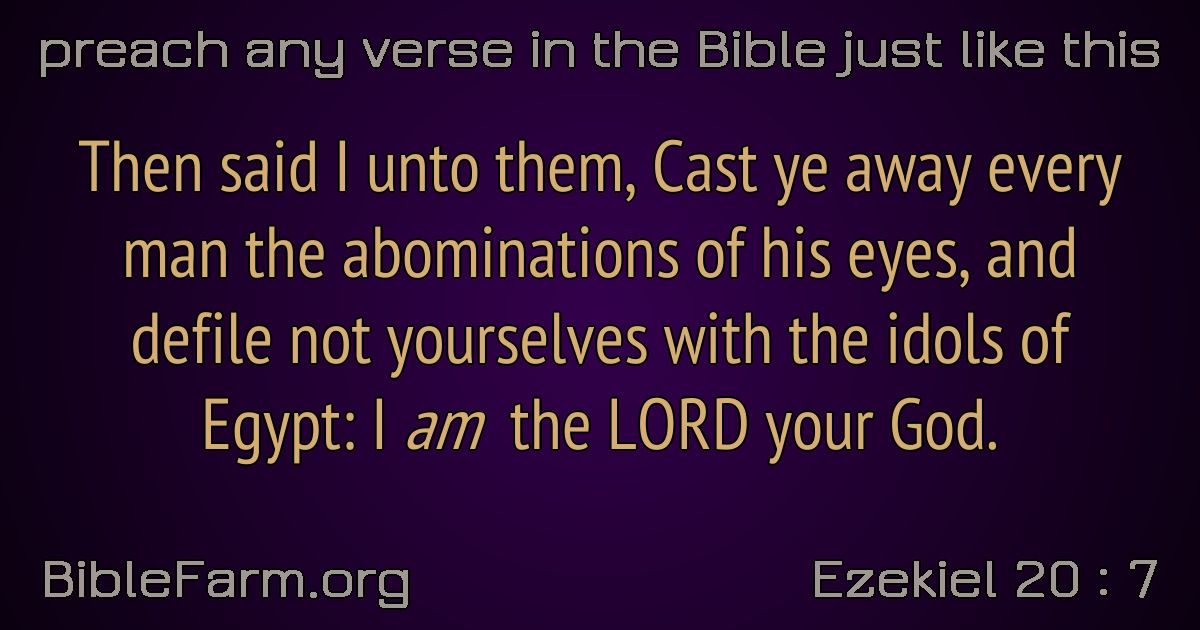 preach any verse in the Bible just like this
Then said I unto them, Cast ye away every
man the abominations of his eyes, and
defile not yourselves with the idols of
Egypt: I am the LORD your God.
BibleFarm.org
Ezekiel 20 : 7